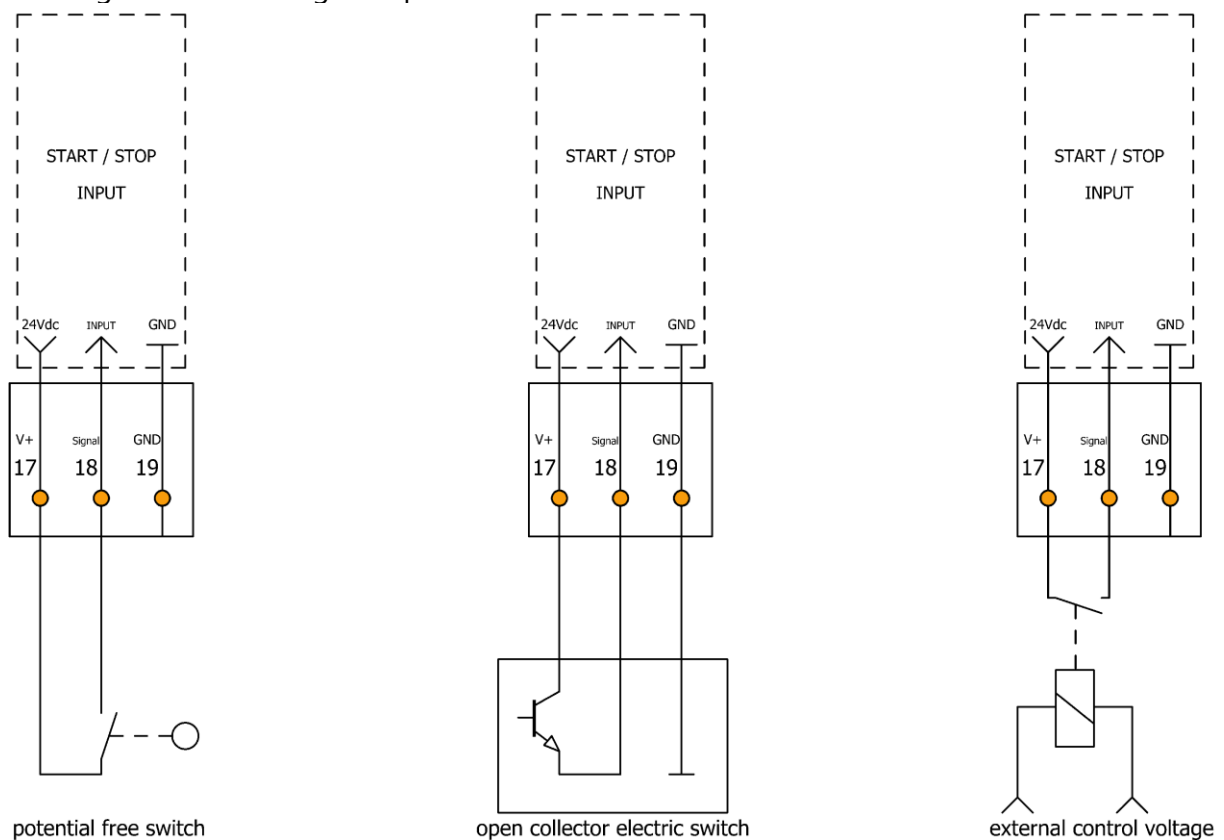 START / STOP
INPUT
24Vdc INPUT GND
V+ Signal GND
17 18 19
potential free switch
START / STOP
INPUT
24Vdc INPUT GND
V+ Signal GND
17 18 19
open collector electric switch
START / STOP
INPUT
24Vdc INPUT GND
V+ Signal GND
17 18 19
external control voltage